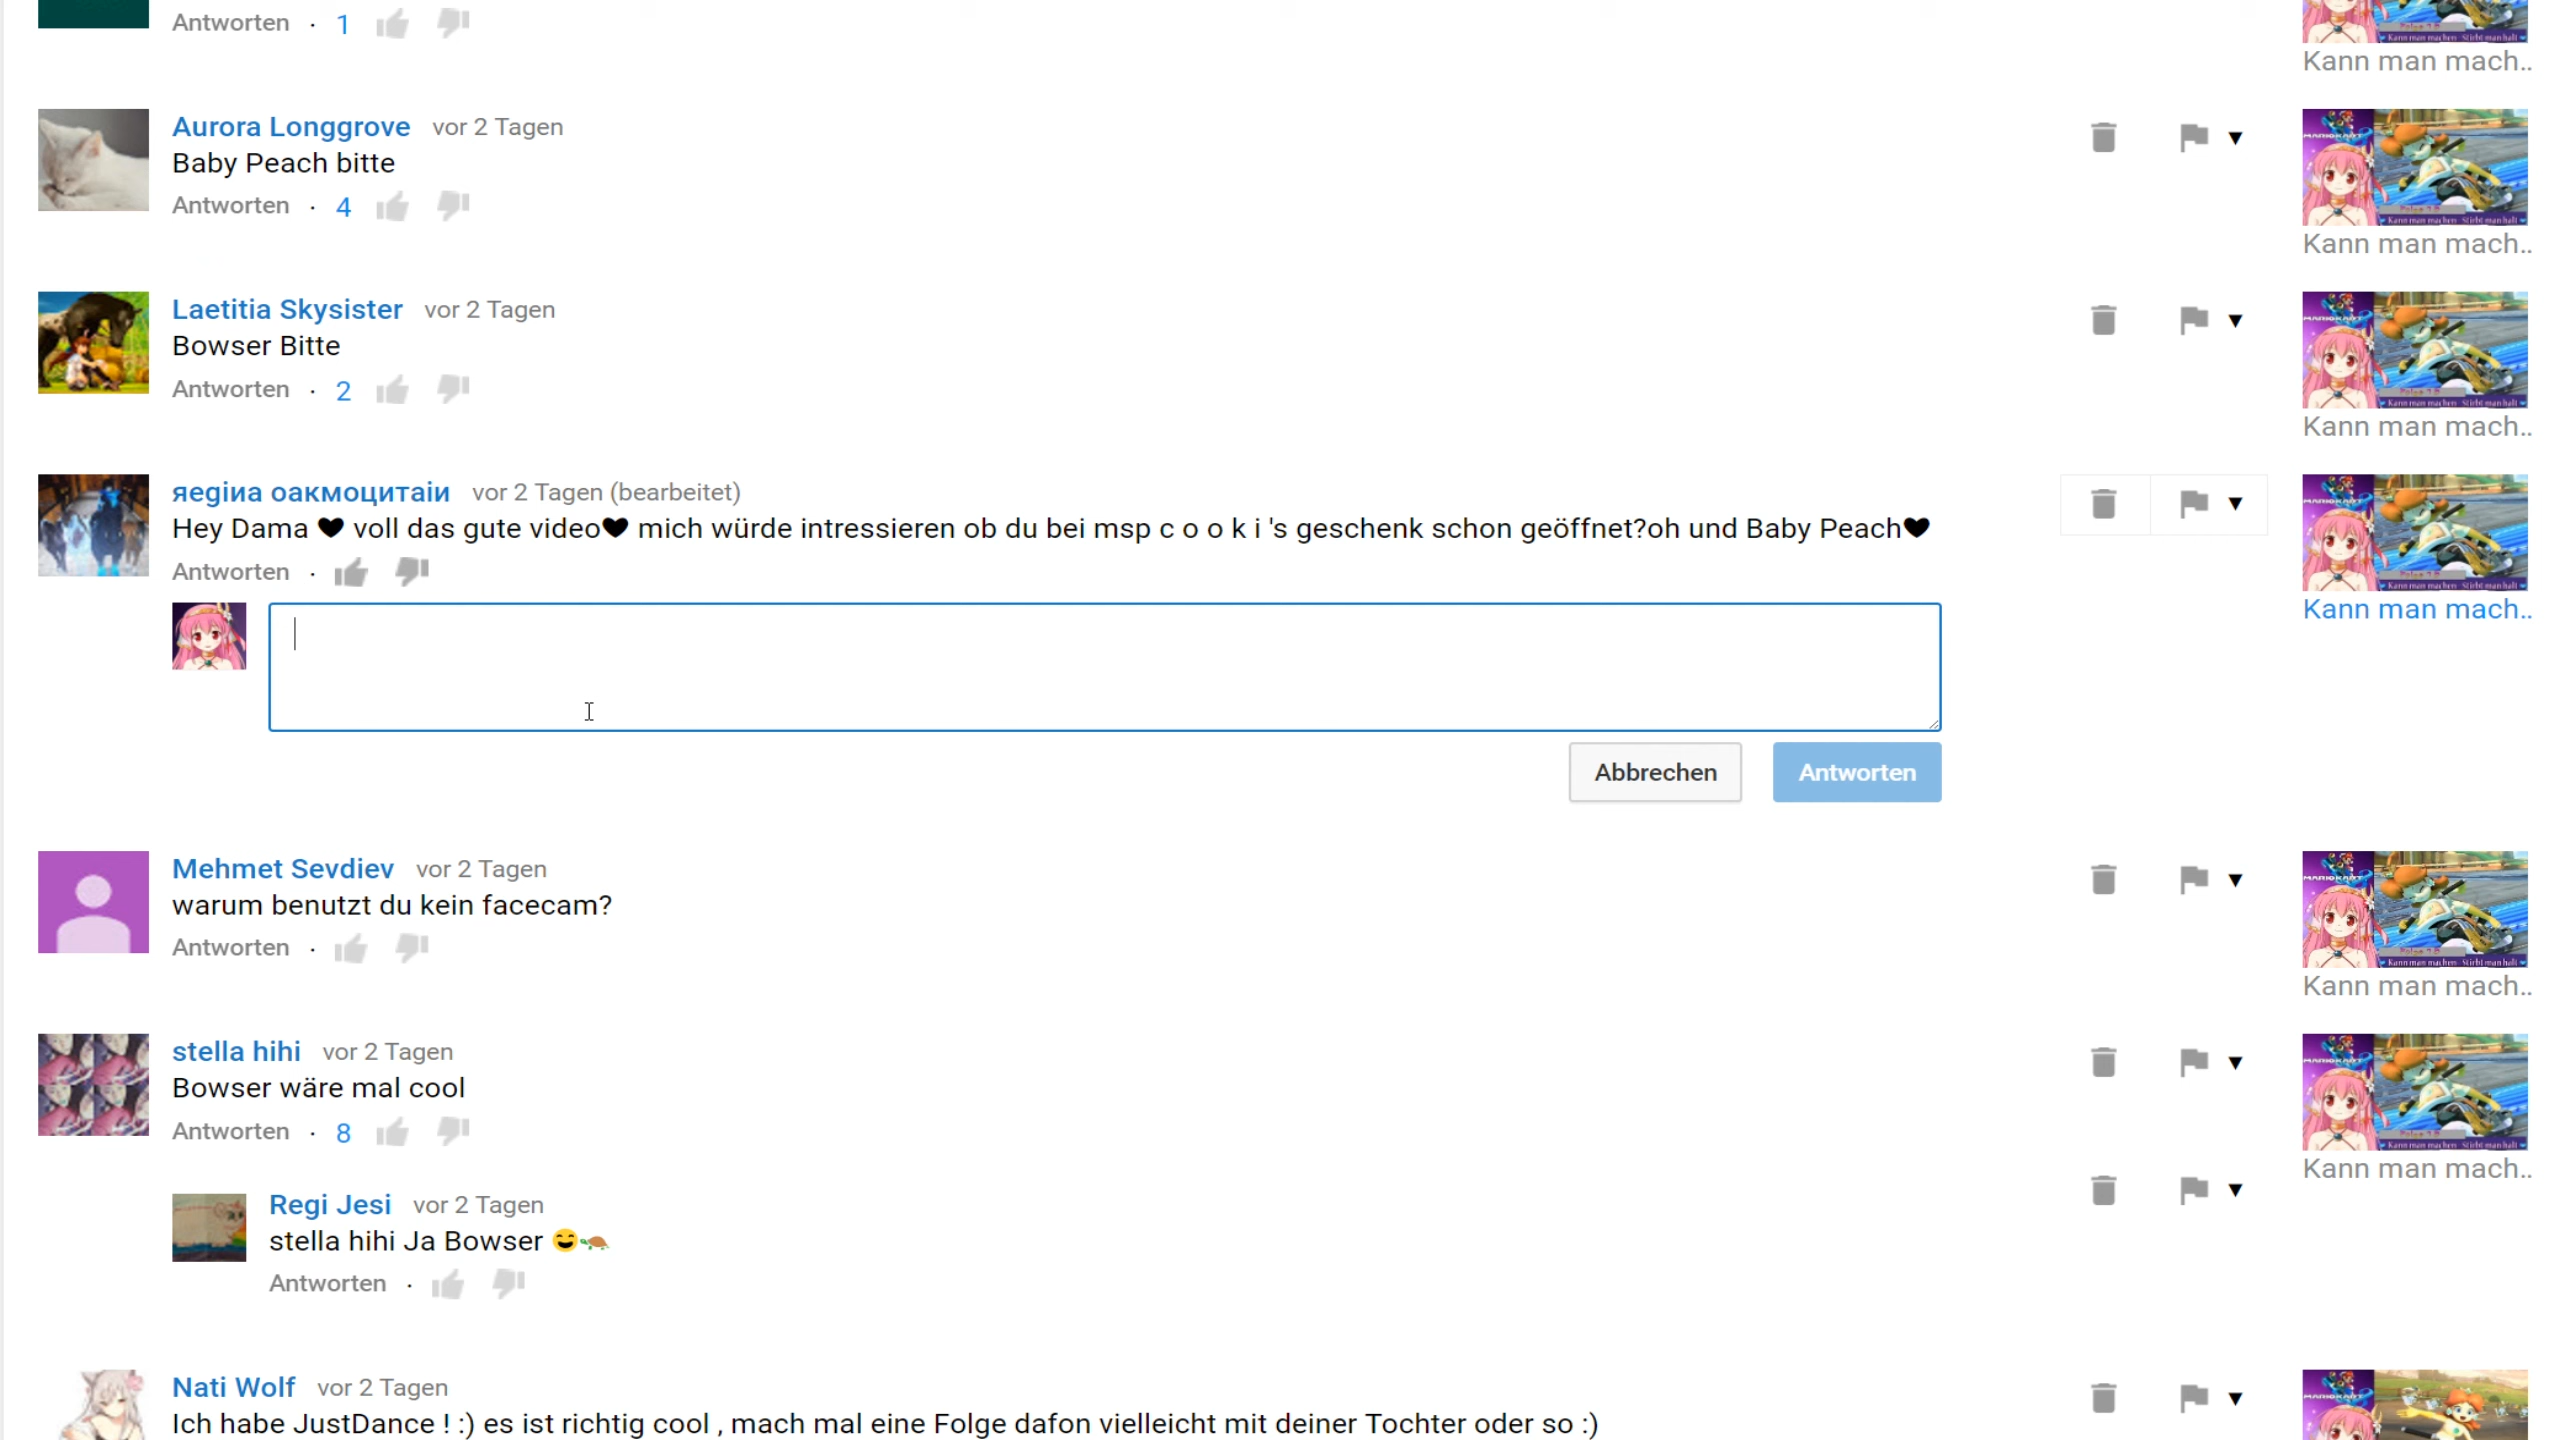 Antworten · 1
Kann man mach..
Aurora Longgrove vor 2 Tagen
Baby Peach bitte
Antworten · 4
Kann man mach..
Laetitia Skysister vor 2 Tagen
Bowser Bitte
Antworten · 2
Kann man mach..
яegiиa oaкмoцитaiи vor 2 Tagen (bearbeitet)
Hey Dama ♥ voll das gute video♥ mich würde intressieren ob du bei msp c o o k i 's geschenk schon geöffnet?oh und Baby Peach♥
Antworten ·
Kann man mach..
Abbrechen Antworten
Mehmet Sevdiev vor 2 Tagen
warum benutzt du kein facecam?
Antworten ·
Kann man mach..
stella hihi vor 2 Tagen
Bowser wäre mal cool
Antworten · 8
Kann man mach..
Regi Jesi vor 2 Tagen
stella hihi Ja Bowser 😄🐢
Antworten ·
Nati Wolf vor 2 Tagen
Ich habe JustDance ! :) es ist richtig cool , mach mal eine Folge dafon vielleicht mit deiner Tochter oder so :)